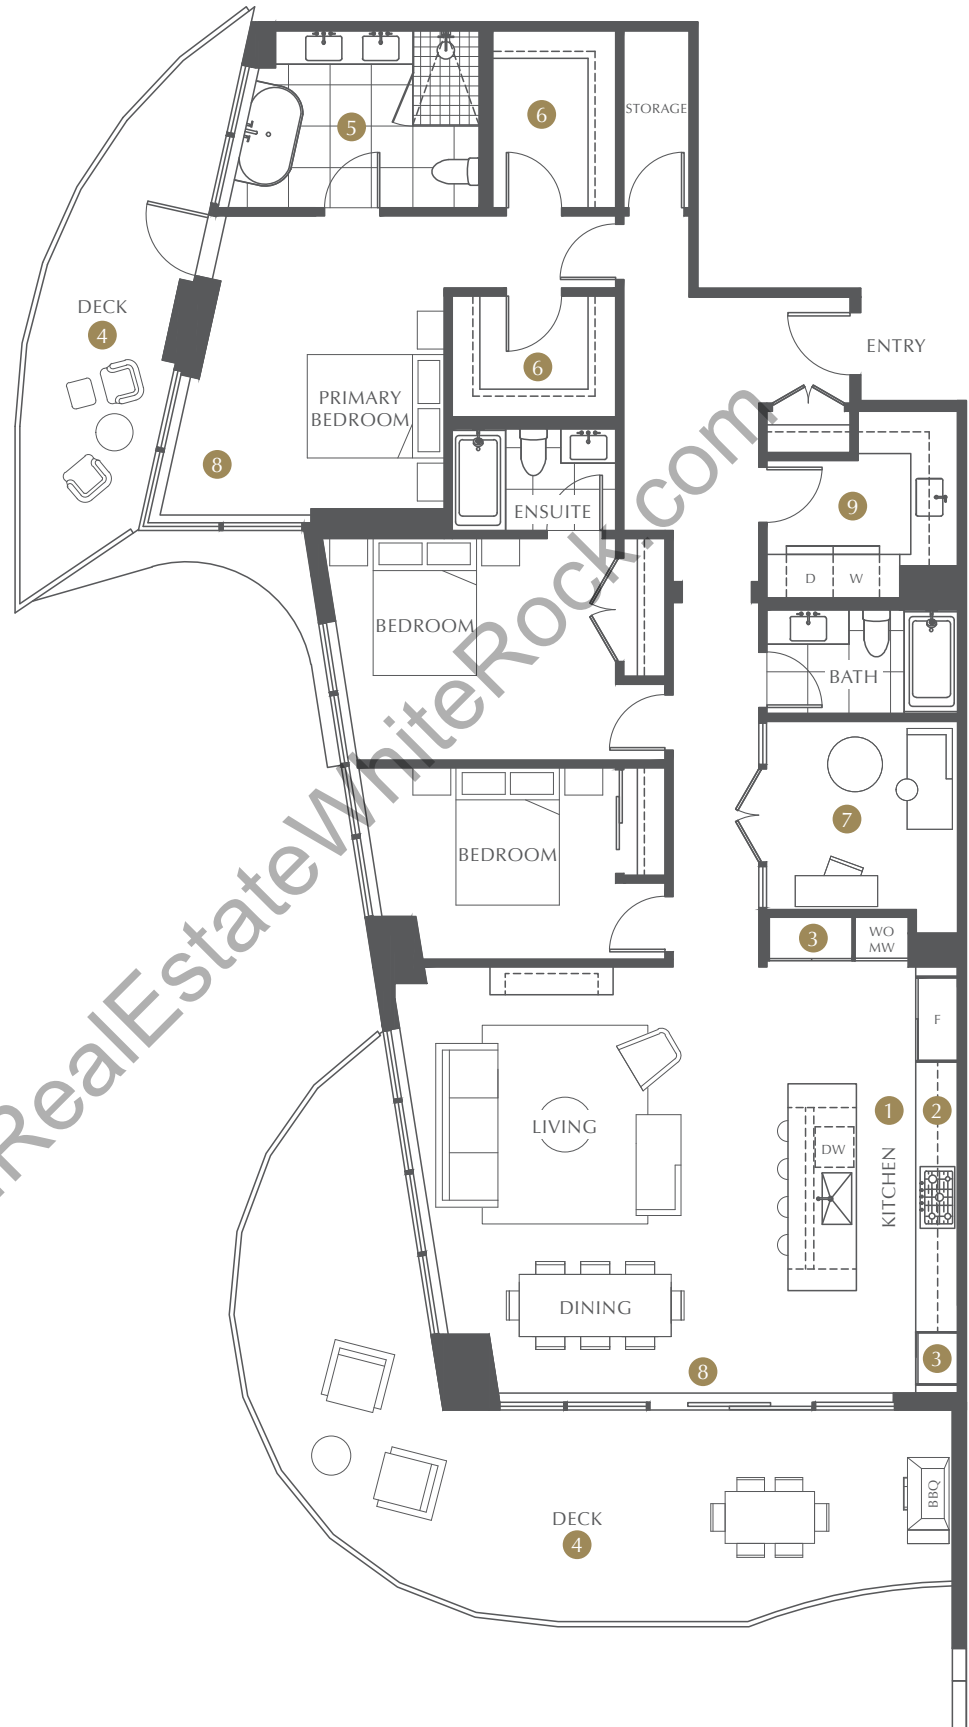 5
6
STORAGE
DECK
4
ENTRY
6
PRIMARY
BEDROOM
8
9
ENSUITE
D
W
BEDROOM
BATH
7
BEDROOM
3
WO
MW
F
1
2
LIVING
DW
KITCHEN
DINING
3
8
BBQ
DECK
4
RealEstateWhiteRock.com